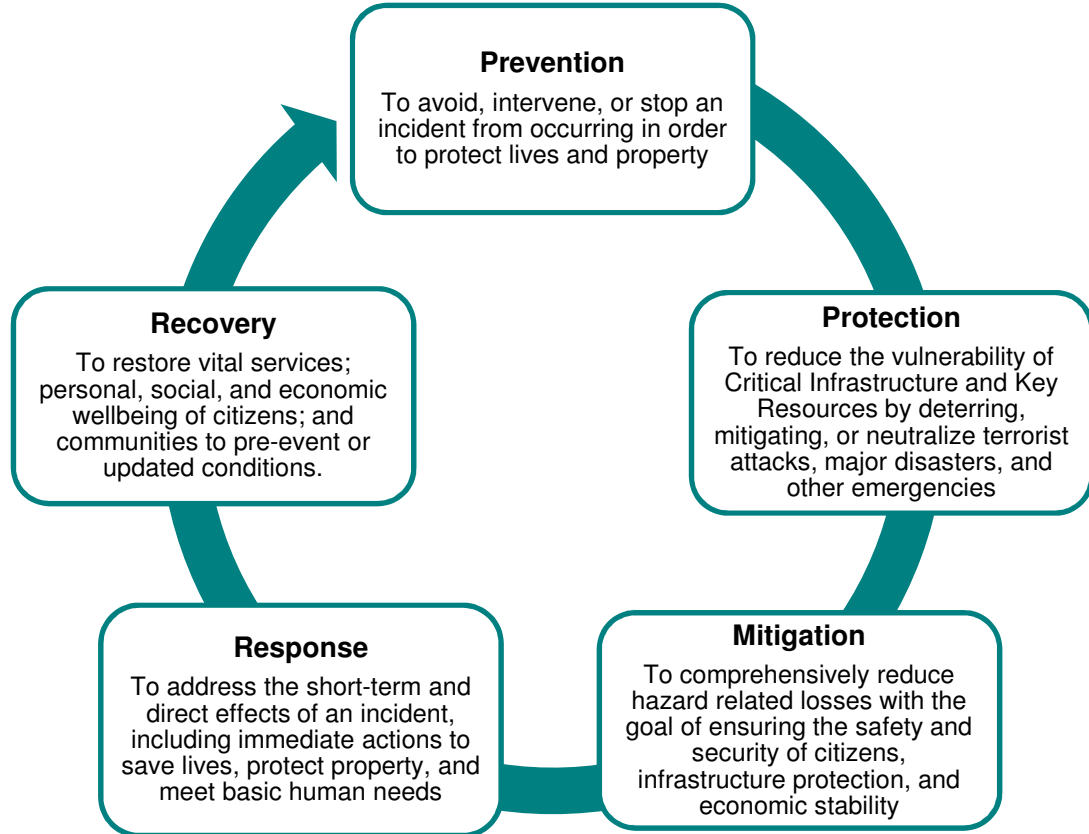 Prevention
To avoid, intervene, or stop an
incident from occurring in order
to protect lives and property
Protection
To reduce the vulnerability of
Critical Infrastructure and Key
Resources by deterring,
mitigating, or neutralize terrorist
attacks, major disasters, and
other emergencies
Mitigation
To comprehensively reduce
hazard related losses with the
goal of ensuring the safety and
security of citizens,
infrastructure protection, and
economic stability
Response
To address the short-term and
direct effects of an incident,
including immediate actions to
save lives, protect property, and
meet basic human needs
Recovery
To restore vital services;
personal, social, and economic
wellbeing of citizens; and
communities to pre-event or
updated conditions.